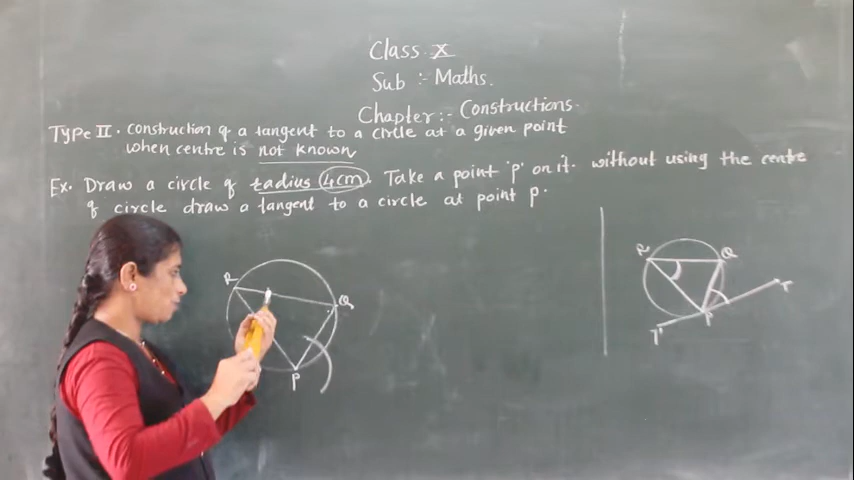 Class X
Sub :- Maths.
Chapter:- Constructions.
Type II. construction of a tangent to a circle at a given point
when centre is not known
Ex. Draw a circle of radius 4cm. Take a point 'p' on it. without using the centre
of circle draw a tangent to a circle at point p.
R
Q
P
R
Q
T
T'